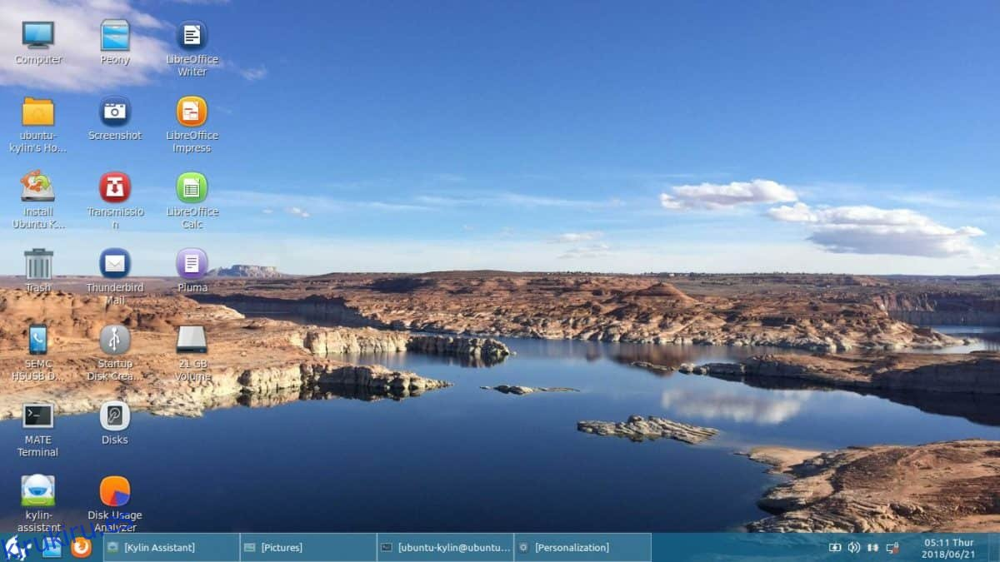 Computer
Peony
LibreOffice
Writer
ubuntu-
kylin's Ho...
Screenshot
LibreOffice
Impress
Install
Ubuntu K...
Transmissio
n
LibreOffice
Calc
Trash
Thunderbird
Mail
Pluma
SEMC
HSUSB D...
Startup
Disk Crea...
21 GB
Volume
MATE
Terminal
Disks
kylin-
assistant
Disk Usage
Analyzer
[Kylin Assistant]
[Pictures]
[ubuntu-kylin@ubuntu...
[Personalization]
05:11 Thur
2018/06/21